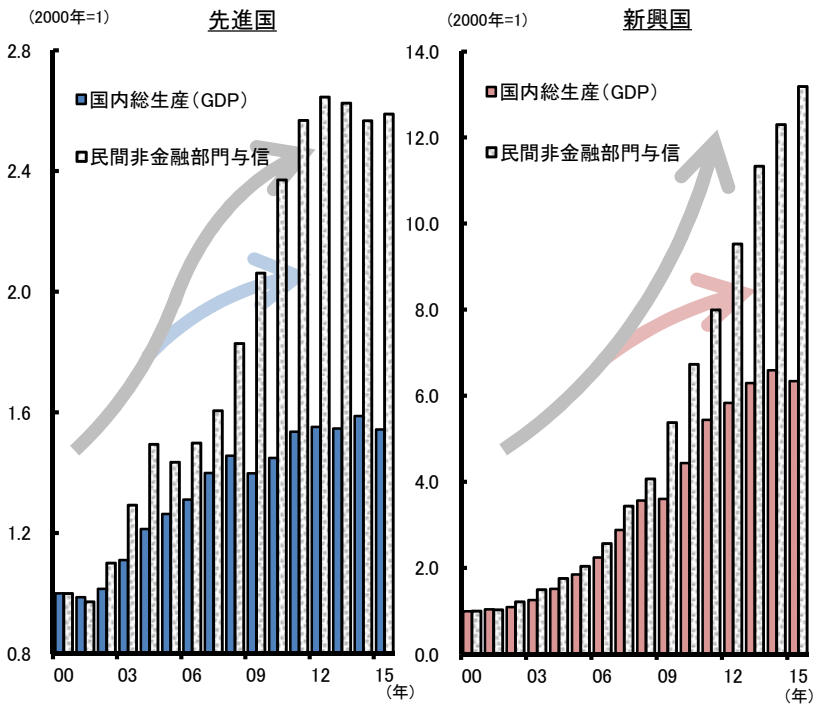 （2000年=1）
先進国
2.8
2.4
2.0
1.6
1.2
0.8
国内総生産（GDP）
民間非金融部門与信
00 03 06 09 12 15
（年）
（2000年=1）
新興国
14.0
12.0
10.0
8.0
6.0
4.0
2.0
0.0
国内総生産（GDP）
民間非金融部門与信
00 03 06 09 12 15
（年）